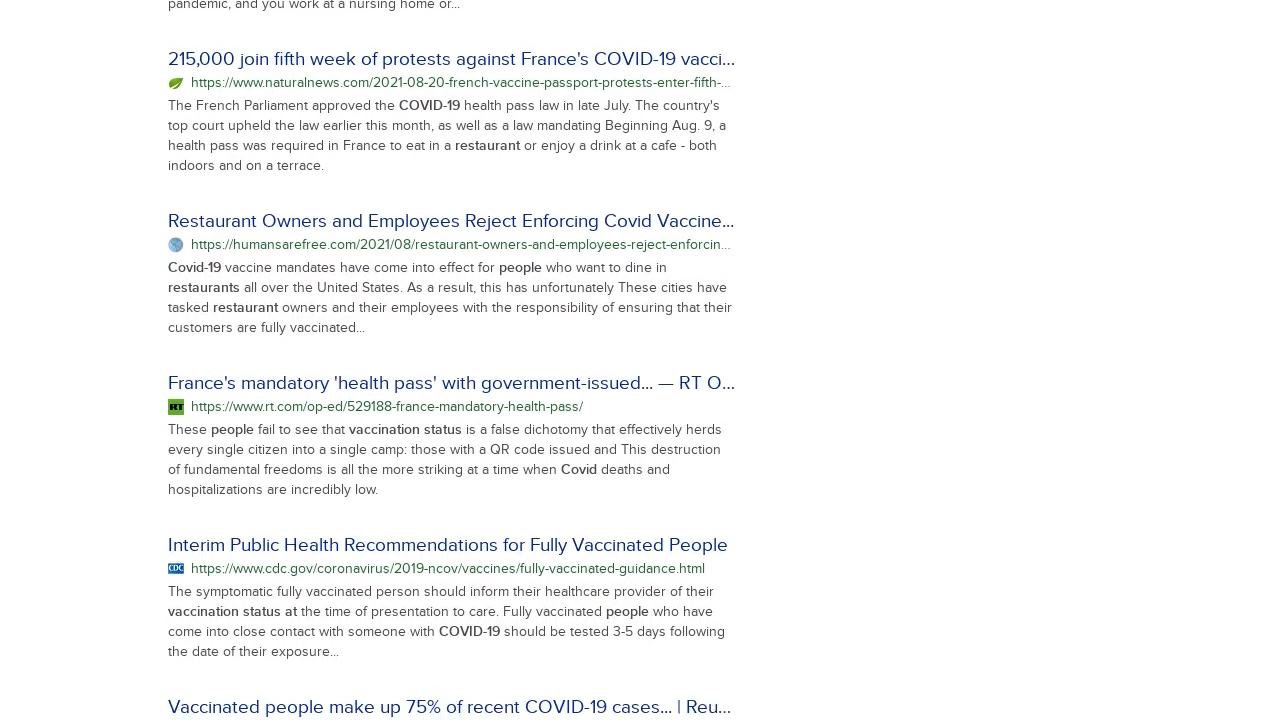 pandemic, and you work at a nursing home or...
215,000 join fifth week of protests against France's COVID-19 vacci...
https://www.naturalnews.com/2021-08-20-french-vaccine-passport-protests-enter-fifth-...
The French Parliament approved the COVID-19 health pass law in late July. The country's
top court upheld the law earlier this month, as well as a law mandating Beginning Aug. 9, a
health pass was required in France to eat in a restaurant or enjoy a drink at a cafe - both
indoors and on a terrace.
Restaurant Owners and Employees Reject Enforcing Covid Vaccine...
https://humansarefree.com/2021/08/restaurant-owners-and-employees-reject-enforcin...
Covid-19 vaccine mandates have come into effect for people who want to dine in
restaurants all over the United States. As a result, this has unfortunately These cities have
tasked restaurant owners and their employees with the responsibility of ensuring that their
customers are fully vaccinated...
France's mandatory 'health pass' with government-issued... — RT O...
RT https://www.rt.com/op-ed/529188-france-mandatory-health-pass/
These people fail to see that vaccination status is a false dichotomy that effectively herds
every single citizen into a single camp: those with a QR code issued and This destruction
of fundamental freedoms is all the more striking at a time when Covid deaths and
hospitalizations are incredibly low.
Interim Public Health Recommendations for Fully Vaccinated People
CDC https://www.cdc.gov/coronavirus/2019-ncov/vaccines/fully-vaccinated-guidance.html
The symptomatic fully vaccinated person should inform their healthcare provider of their
vaccination status at the time of presentation to care. Fully vaccinated people who have
come into close contact with someone with COVID-19 should be tested 3-5 days following
the date of their exposure...
Vaccinated people make up 75% of recent COVID-19 cases... | Reu...